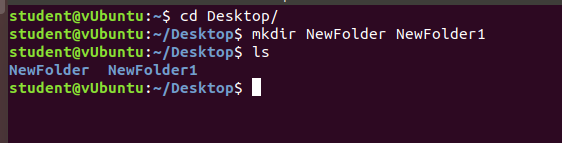 student@vUbuntu:~$ cd Desktop/
student@vUbuntu:~/Desktop$ mkdir NewFolder NewFolder1
student@vUbuntu:~/Desktop$ ls
NewFolder  NewFolder1
student@vUbuntu:~/Desktop$